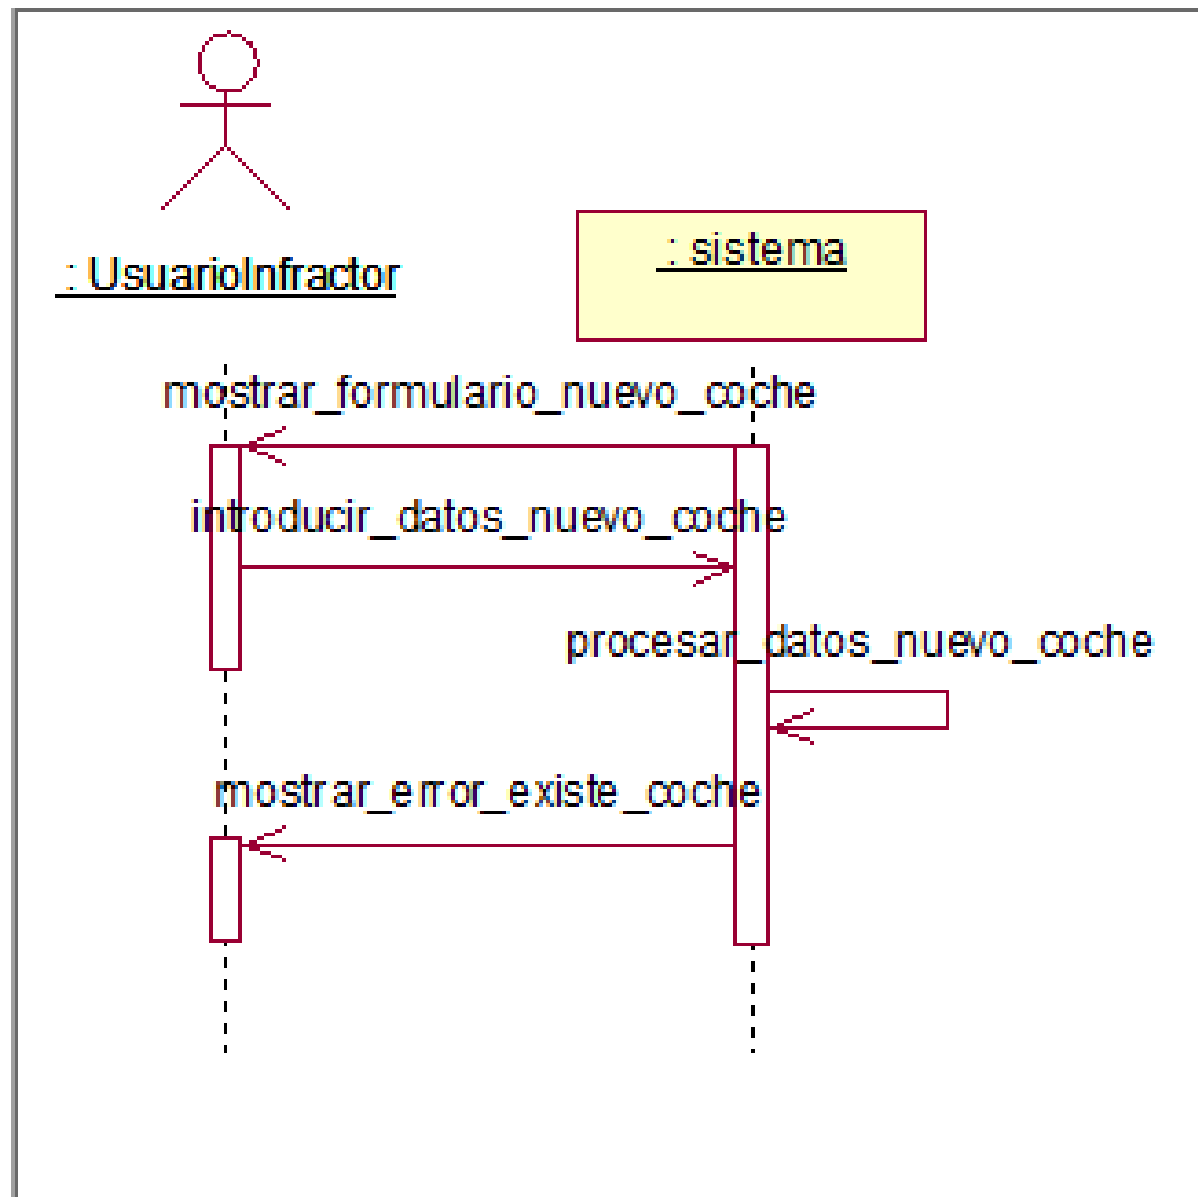 : UsuarioInfractor
: sistema
mostrar_formulario_nuevo_coche
introducir_datos_nuevo_coche
procesar_datos_nuevo_coche
mostrar_error_existe_coche